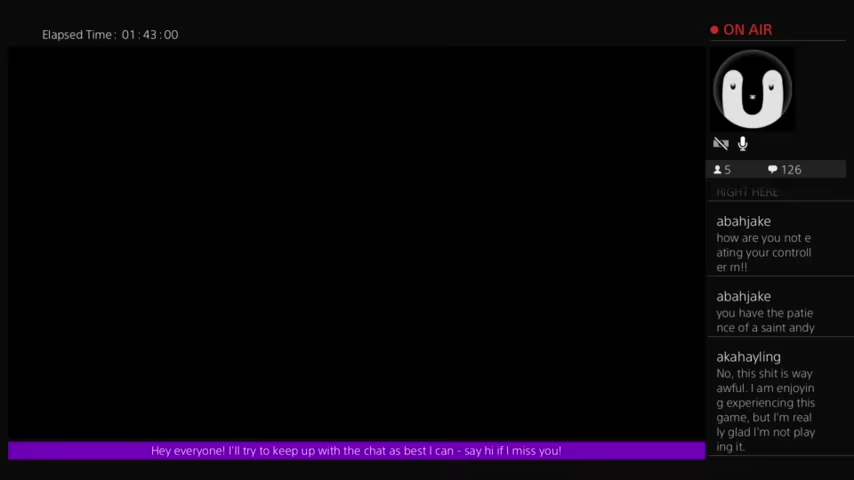 Elapsed Time: 01:43:00
ON AIR
5 126
RIGHT HERE
abahjake
how are you not e
ating your controll
er rn!!
abahjake
you have the patie
nce of a saint andy
akahayling
No, this shit is way
awful. I am enjoyin
g experiencing this
game, but I'm real
ly glad I'm not play
ing it.
Hey everyone! I'll try to keep up with the chat as best I can - say hi if I miss you!